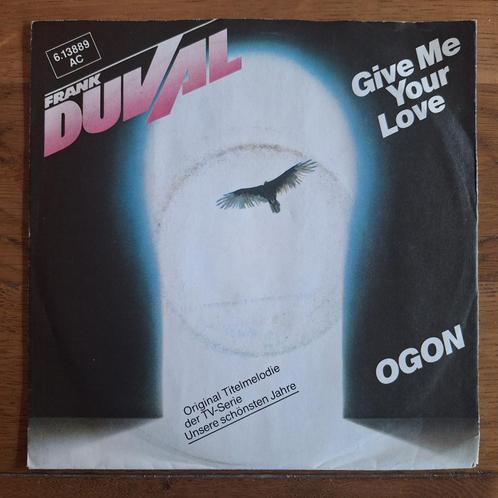 6.13889
AC
FRANK
DUVAL
Give Me
Your
Love
OGON
Original Titelmelodie
der TV-Serie
Unsere schönsten Jahre